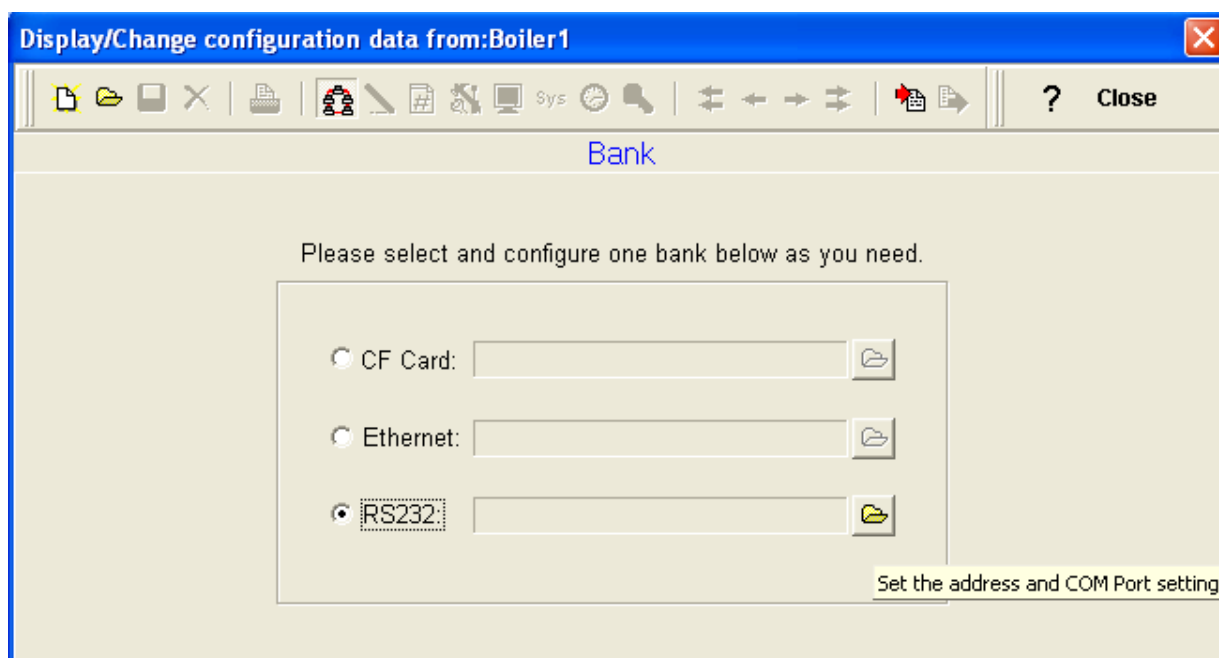 Display/Change configuration data from:Boiler1
# Sys ? Close
Bank
Please select and configure one bank below as you need.
CF Card:
Ethernet:
RS232:
Set the address and COM Port setting